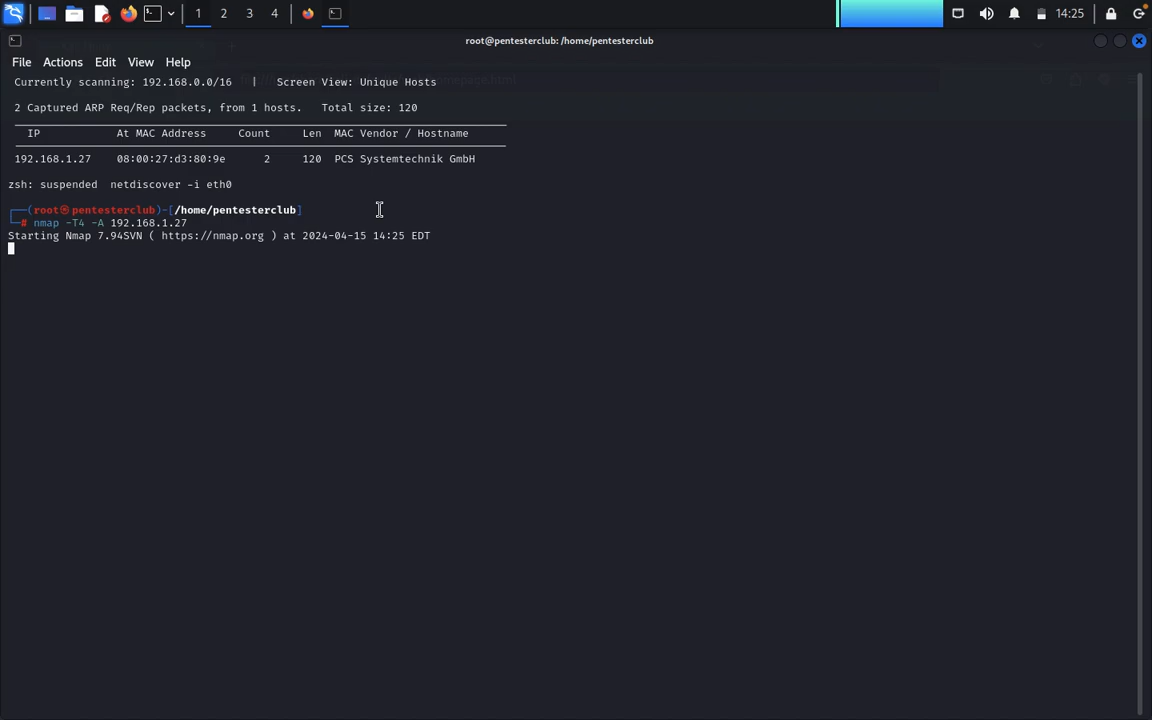 1 2 3 4 14:25
root@pentesterclub: /home/pentesterclub
File Actions Edit View Help
Currently scanning: 192.168.0.0/16 | Screen View: Unique Hosts
2 Captured ARP Req/Rep packets, from 1 hosts. Total size: 120
IP At MAC Address Count Len MAC Vendor / Hostname
192.168.1.27 08:00:27:d3:80:9e 2 120 PCS Systemtechnik GmbH
zsh: suspended netdiscover -i eth0
┌──(root㉿pentesterclub)-[/home/pentesterclub]
└─# nmap -T4 -A 192.168.1.27
Starting Nmap 7.94SVN ( https://nmap.org ) at 2024-04-15 14:25 EDT